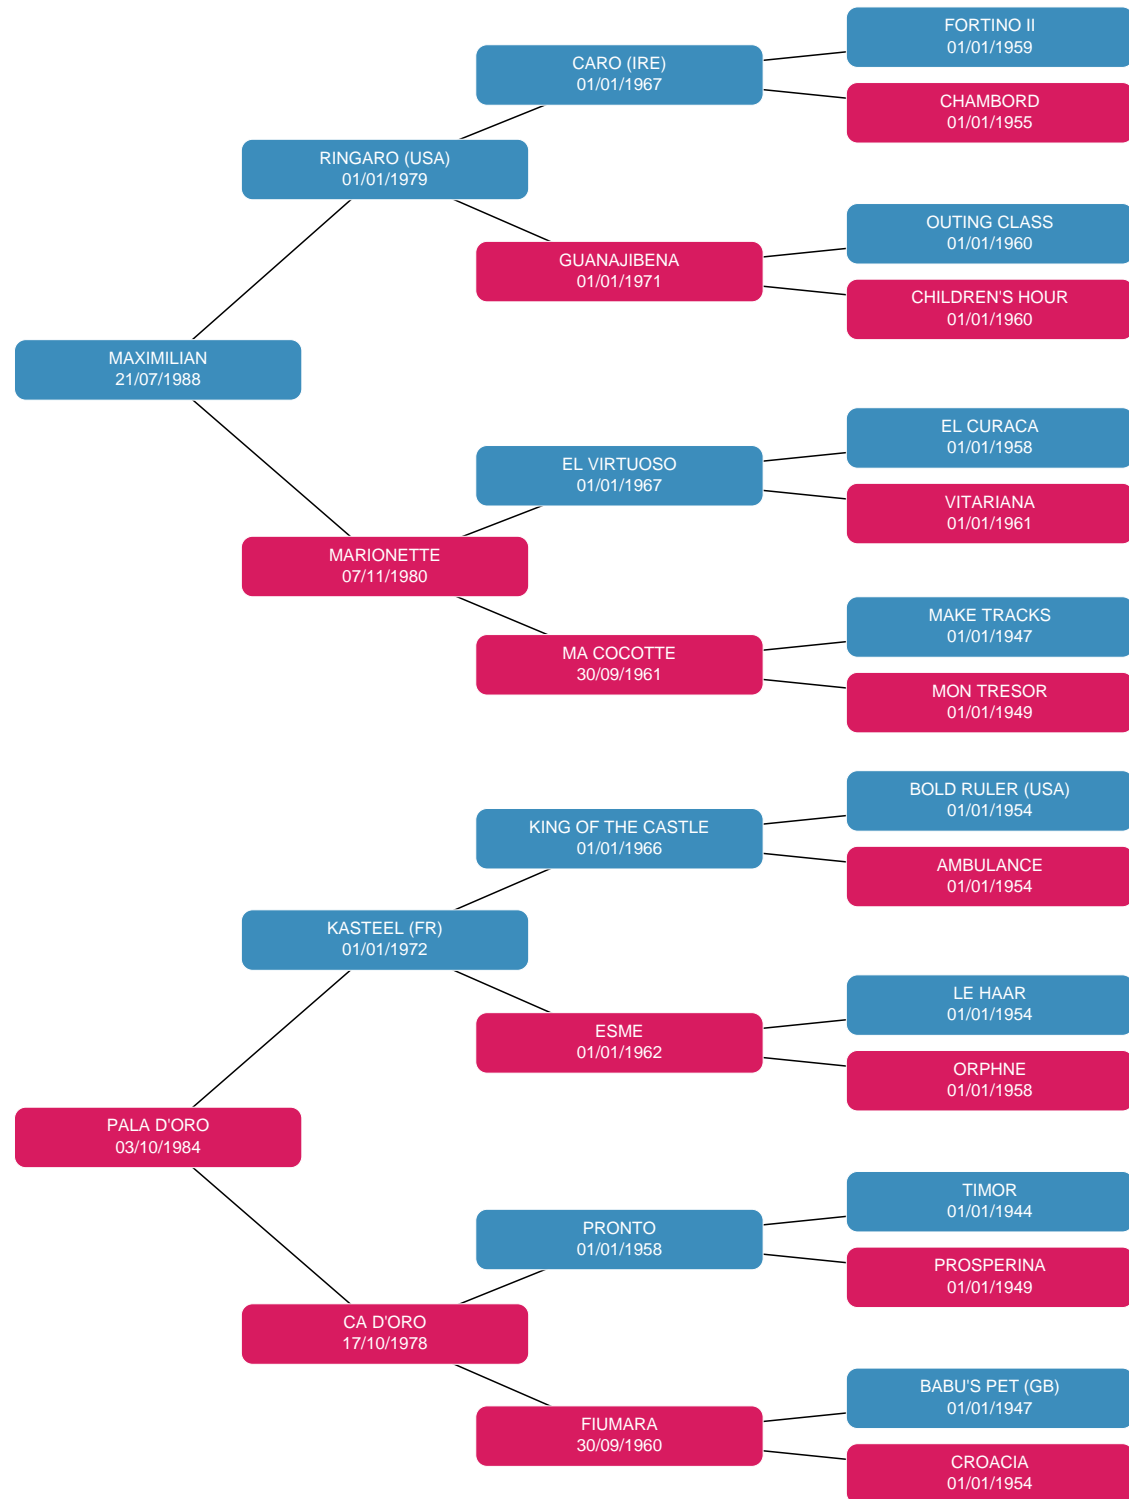 FORTINO II
01/01/1959
CARO (IRE)
01/01/1967
CHAMBORD
01/01/1955
RINGARO (USA)
01/01/1979
OUTING CLASS
01/01/1960
GUANAJIBENA
01/01/1971
CHILDREN'S HOUR
01/01/1960
MAXIMILIAN
21/07/1988
EL CURACA
01/01/1958
EL VIRTUOSO
01/01/1967
VITARIANA
01/01/1961
MARIONETTE
07/11/1980
MAKE TRACKS
01/01/1947
MA COCOTTE
30/09/1961
MON TRESOR
01/01/1949
BOLD RULER (USA)
01/01/1954
KING OF THE CASTLE
01/01/1966
AMBULANCE
01/01/1954
KASTEEL (FR)
01/01/1972
LE HAAR
01/01/1954
ESME
01/01/1962
ORPHNE
01/01/1958
PALA D'ORO
03/10/1984
TIMOR
01/01/1944
PRONTO
01/01/1958
PROSPERINA
01/01/1949
CA D'ORO
17/10/1978
BABU'S PET (GB)
01/01/1947
FIUMARA
30/09/1960
CROACIA
01/01/1954